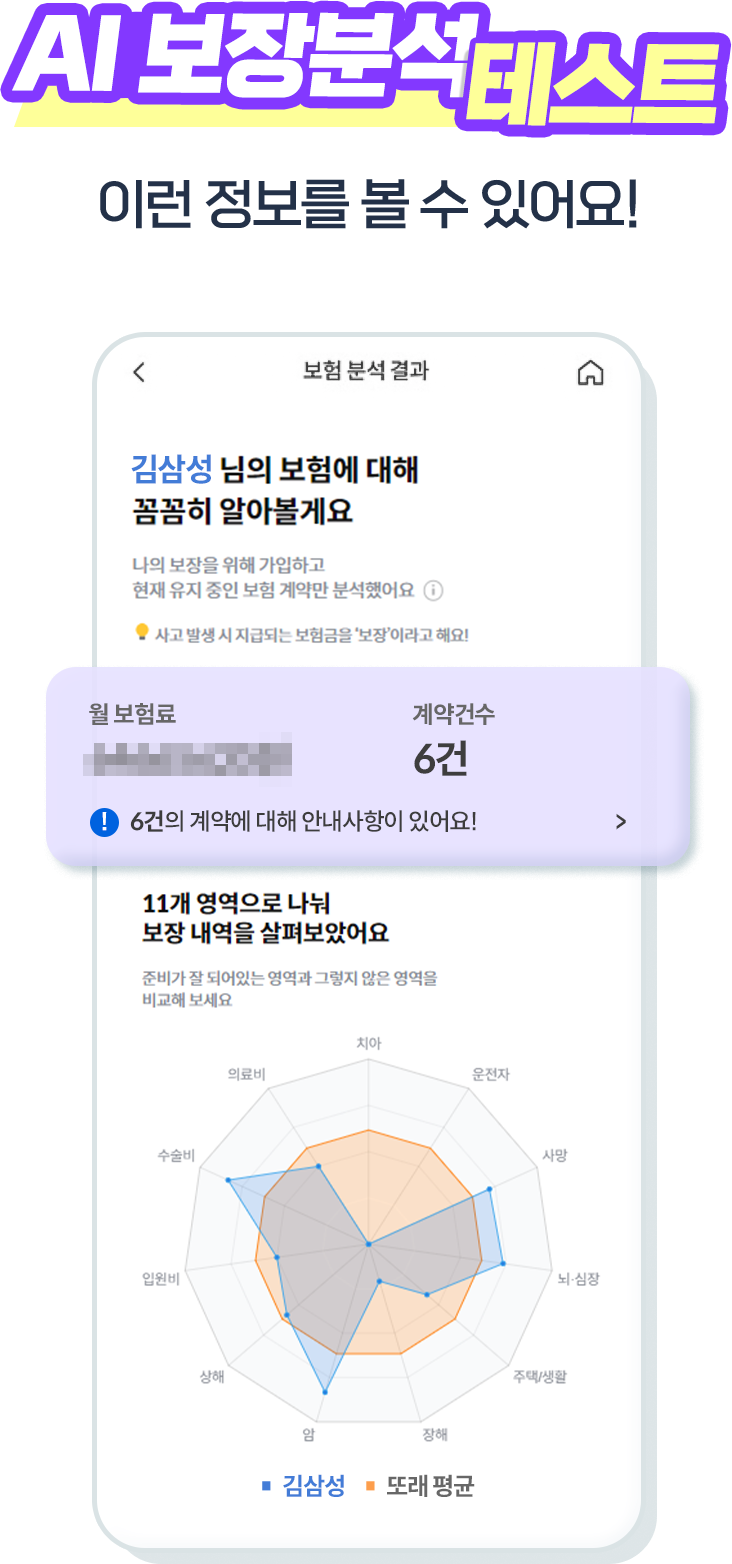 AI 보장분석 테스트
이런 정보를 볼 수 있어요!
보험 분석 결과
김삼성 님의 보험에 대해
꼼꼼히 알아볼게요
나의 보장을 위해 가입하고
현재 유지 중인 보험 계약만 분석했어요
사고 발생 시 지급되는 보험금을 '보장'이라고 해요!
월 보험료
계약건수
6건
6건의 계약에 대해 안내사항이 있어요!
11개 영역으로 나눠
보장 내역을 살펴보았어요
준비가 잘 되어있는 영역과 그렇지 않은 영역을
비교해 보세요
치아
의료비
운전자
수술비
사망
입원비
뇌·심장
상해
주택/생활
암
장해
김삼성
또래 평균